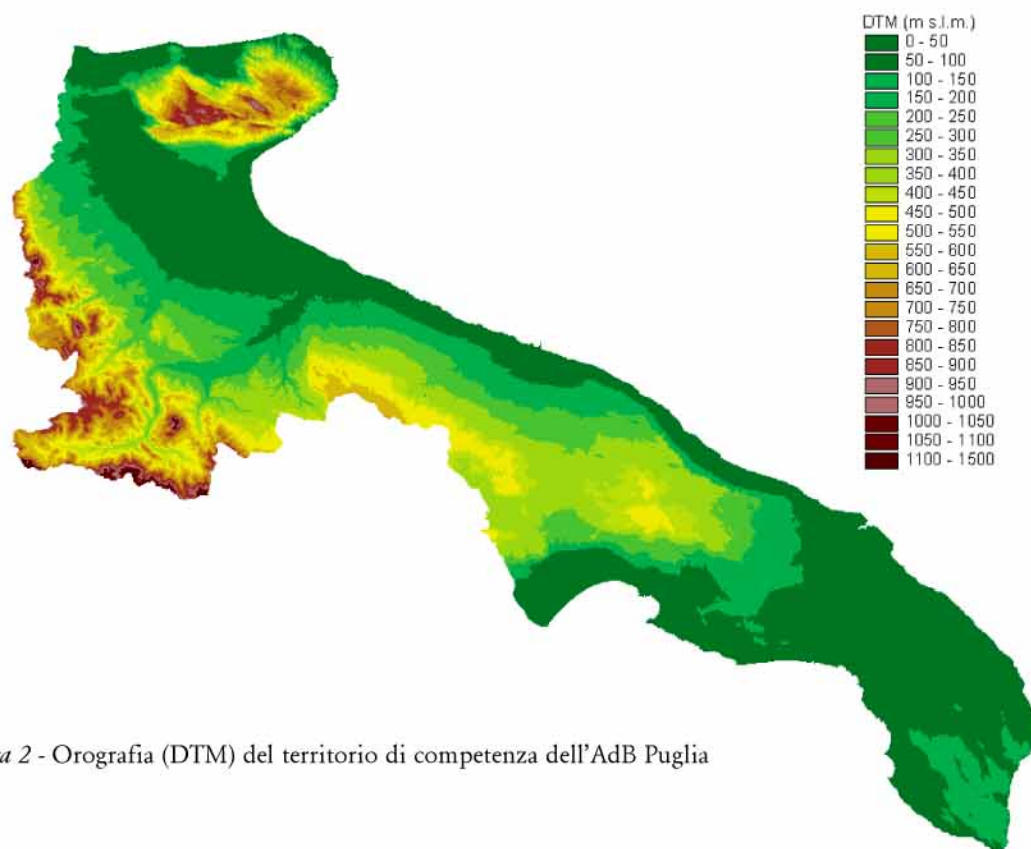 DTM (m s.l.m.)
0 - 50
50 - 100
100 - 150
150 - 200
200 - 250
250 - 300
300 - 350
350 - 400
400 - 450
450 - 500
500 - 550
550 - 600
600 - 650
650 - 700
700 - 750
750 - 800
800 - 850
850 - 900
900 - 950
950 - 1000
1000 - 1050
1050 - 1100
1100 - 1500
a 2 - Orografia (DTM) del territorio di competenza dell'AdB Puglia